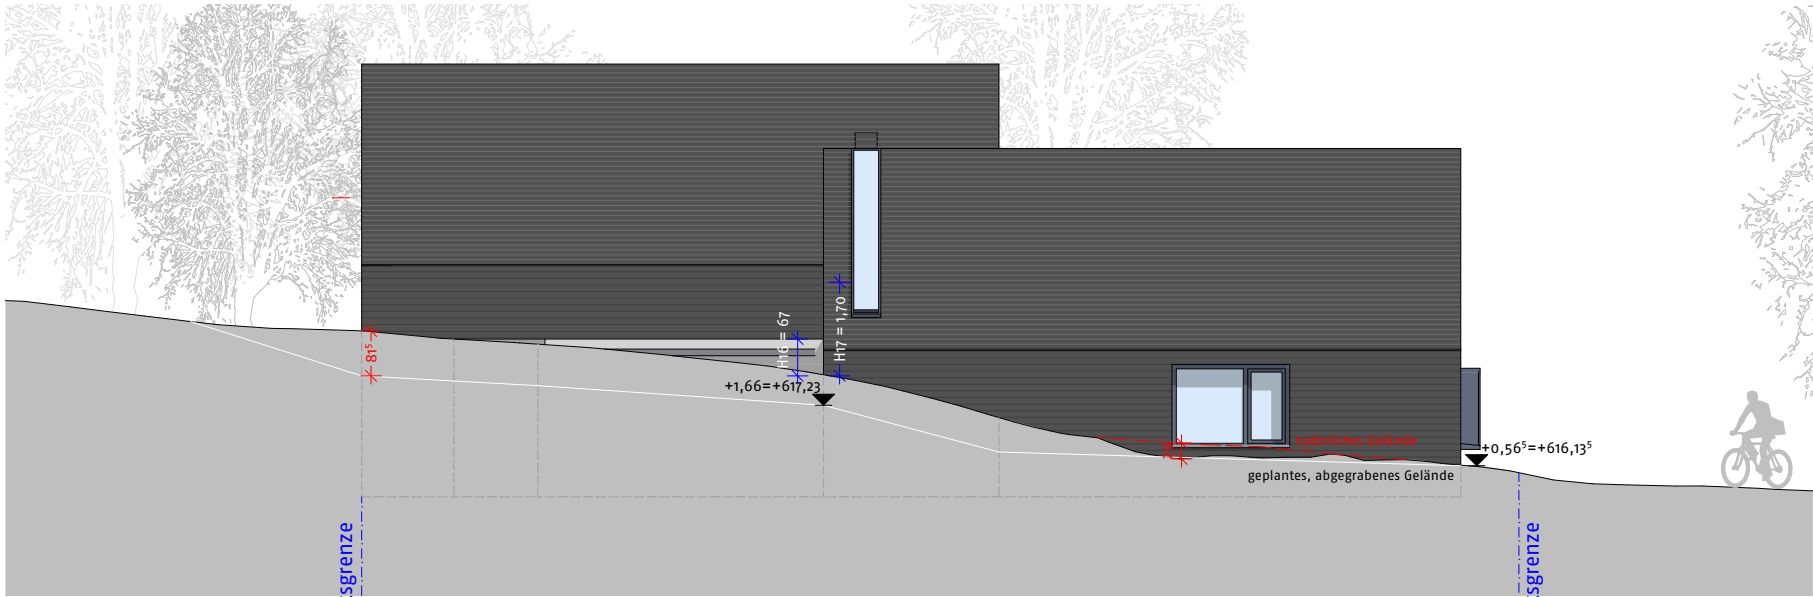 81⁵
H16 = 67
H17 = 1,70
+1,66=+617,23
natürliches Gelände
+0,56⁵=+616,13⁵
geplantes, abgegrabenes Gelände
sgrenze
sgrenze